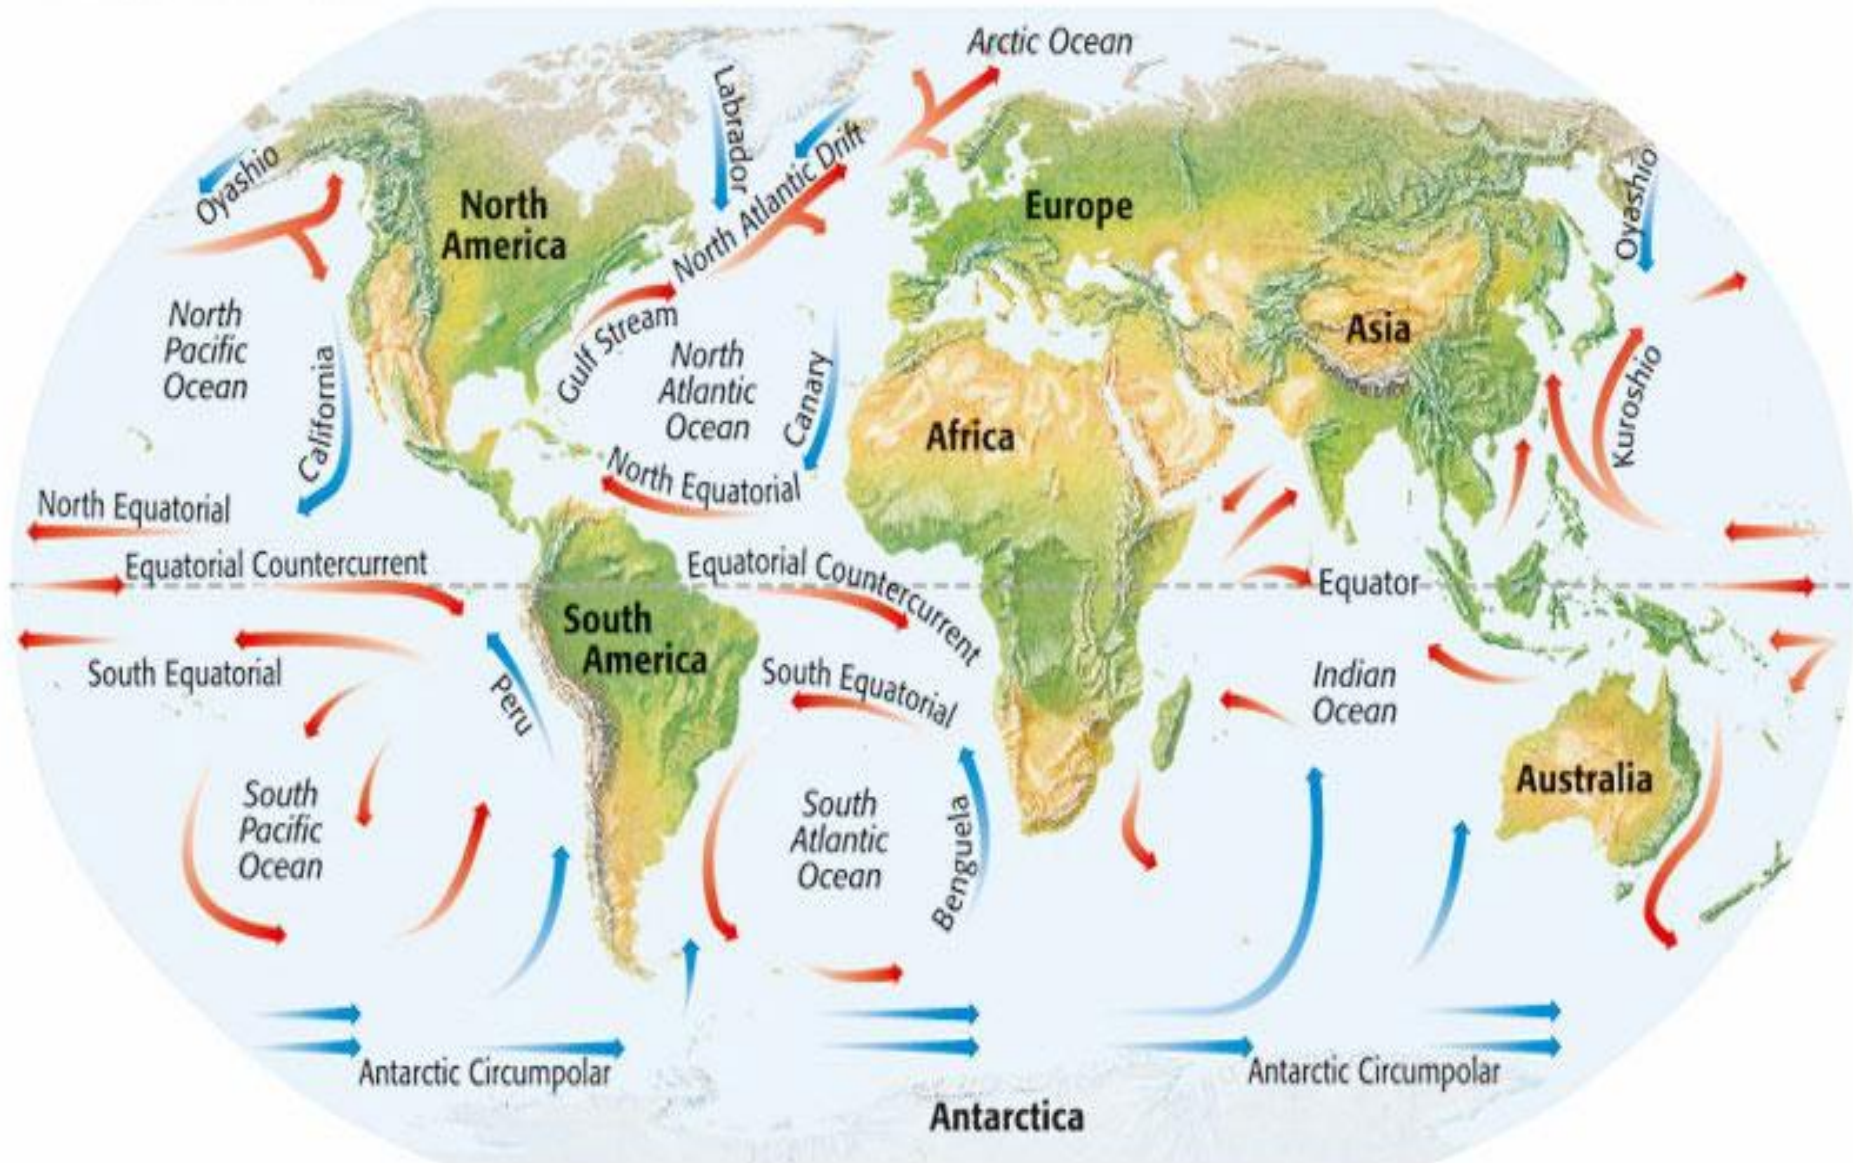 Arctic Ocean
Labrador
Oyashio
North Atlantic Drift
North
America
Europe
Oyashio
North
Pacific
Ocean
Gulf Stream
North
Atlantic
Ocean
Asia
California
Canary
Kuroshio
Africa
North Equatorial
North Equatorial
Equatorial Countercurrent
Equatorial Countercurrent
Equator
South
America
South Equatorial
South Equatorial
Peru
Indian
Ocean
South
Pacific
Ocean
South
Atlantic
Ocean
Benguela
Australia
Antarctic Circumpolar
Antarctic Circumpolar
Antarctica